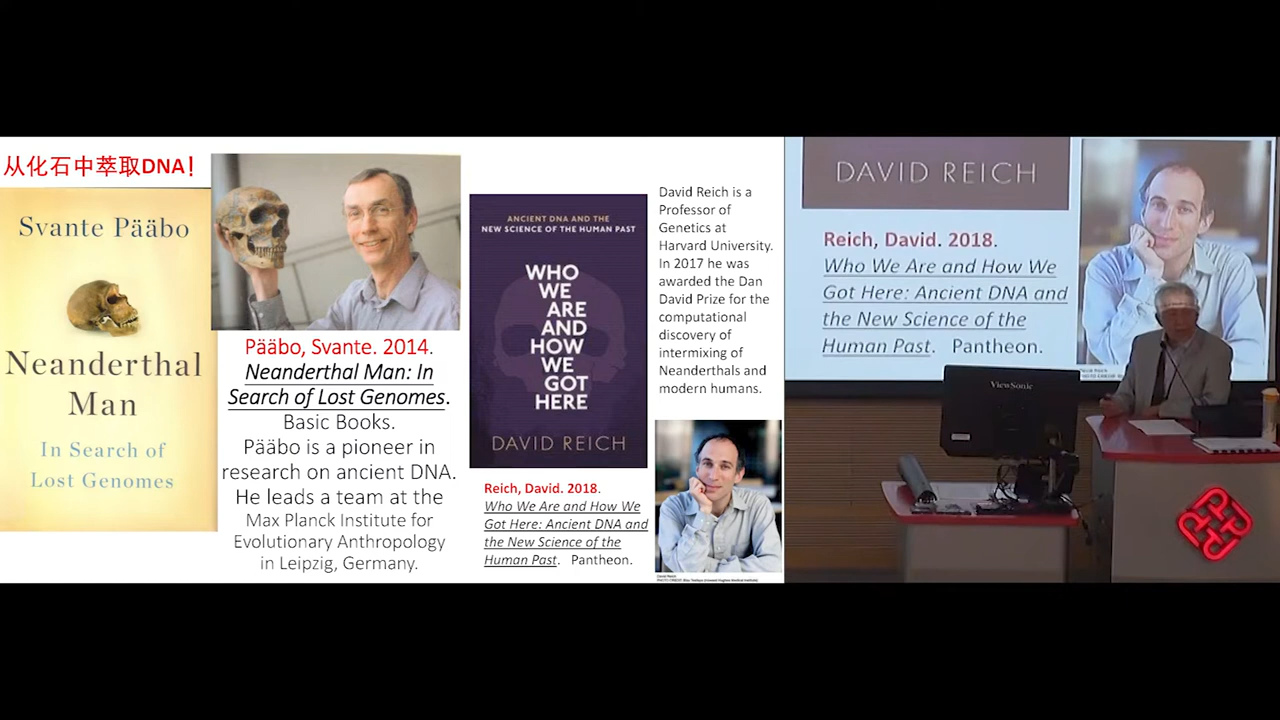 从化石中萃取DNA！
Svante Pääbo
Neanderthal
Man
In Search of
Lost Genomes
Pääbo, Svante. 2014.
Neanderthal Man: In
Search of Lost Genomes.
Basic Books.
Pääbo is a pioneer in
research on ancient DNA.
He leads a team at the
Max Planck Institute for
Evolutionary Anthropology
in Leipzig, Germany.
ANCIENT DNA AND THE
NEW SCIENCE OF THE HUMAN PAST
WHO
WE
ARE
AND
HOW
WE
GOT
HERE
DAVID REICH
Reich, David. 2018.
Who We Are and How We
Got Here: Ancient DNA and
the New Science of the
Human Past. Pantheon.
David Reich is a
Professor of
Genetics at
Harvard University.
In 2017 he was
awarded the Dan
David Prize for the
computational
discovery of
intermixing of
Neanderthals and
modern humans.
DAVID REICH
Reich, David. 2018.
Who We Are and How We
Got Here: Ancient DNA and
the New Science of the
Human Past. Pantheon.
ViewSonic